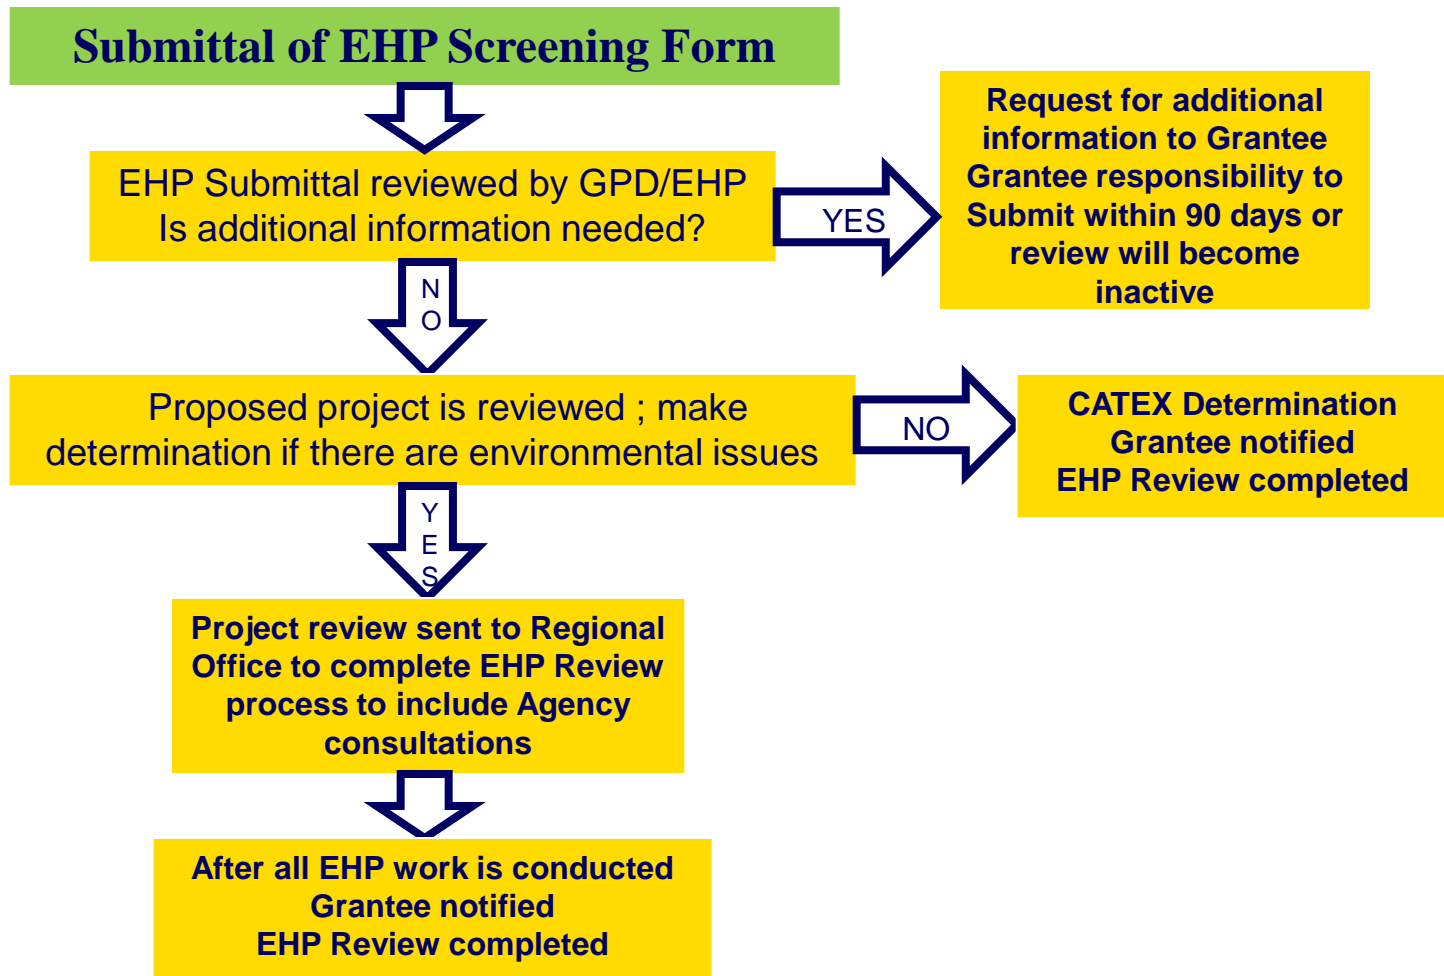 Submittal of EHP Screening Form
EHP Submittal reviewed by GPD/EHP
Is additional information needed?
YES
Request for additional
information to Grantee
Grantee responsibility to
Submit within 90 days or
review will become
inactive
N
O
Proposed project is reviewed ; make
determination if there are environmental issues
NO
CATEX Determination
Grantee notified
EHP Review completed
Y
E
S
Project review sent to Regional
Office to complete EHP Review
process to include Agency
consultations
After all EHP work is conducted
Grantee notified
EHP Review completed